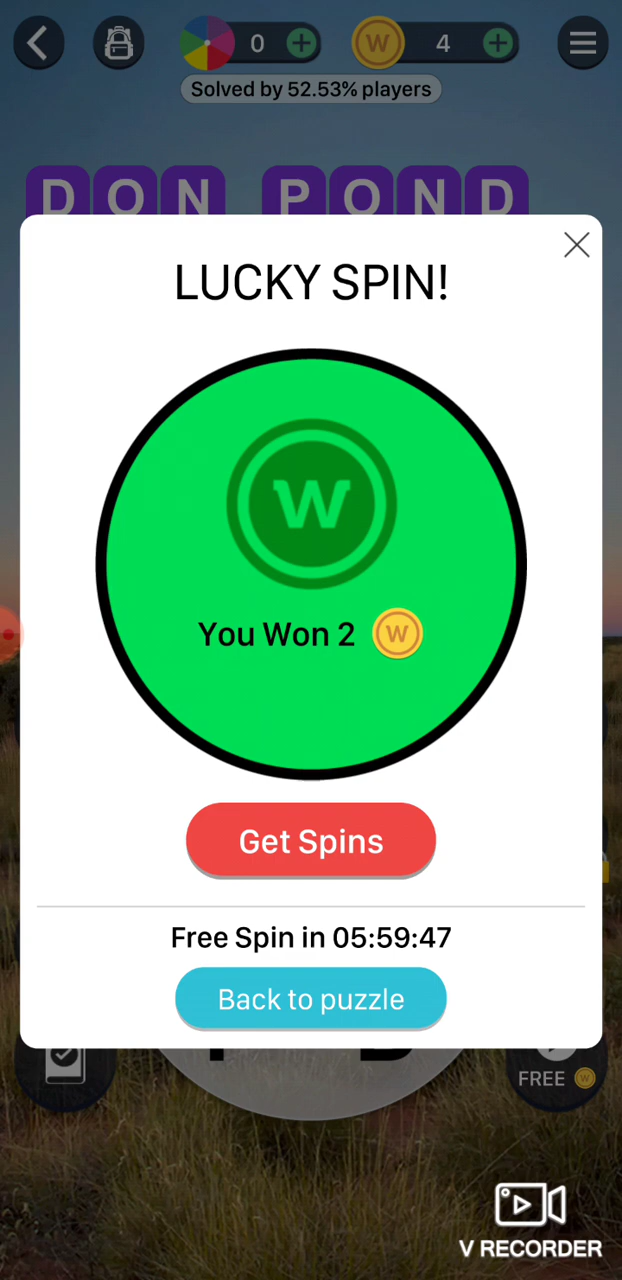 0 W 4
Solved by 52.53% players
DON POND
LUCKY SPIN!
W
You Won 2 W
Get Spins
Free Spin in 05:59:47
Back to puzzle
FREE W
V RECORDER